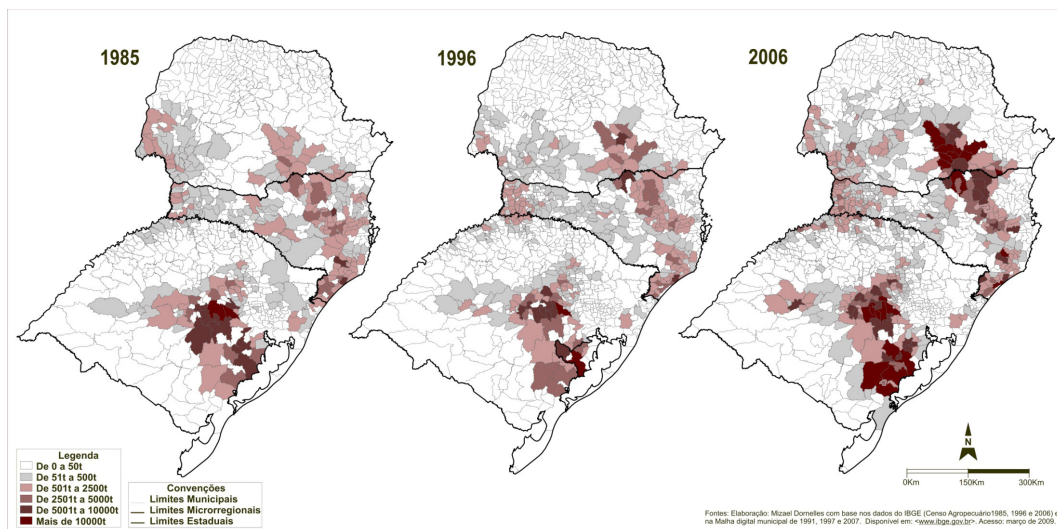 1985
1996
2006
Legenda
De 0 a 50t
De 51t a 500t
De 501t a 2500t
De 2501t a 5000t
De 5001t a 10000t
Mais de 10000t
Convenções
Limites Municipais
Limites Microrregionais
Limites Estaduais
N
0Km 150Km 300Km
Fontes: Elaboração: Mizael Dornelles com base nos dados do IBGE (Censo Agropecuário1985, 1996 e 2006) e
na Malha digital municipal de 1991, 1997 e 2007. Disponível em: <www.ibge.gov.br>. Acesso: março de 2009